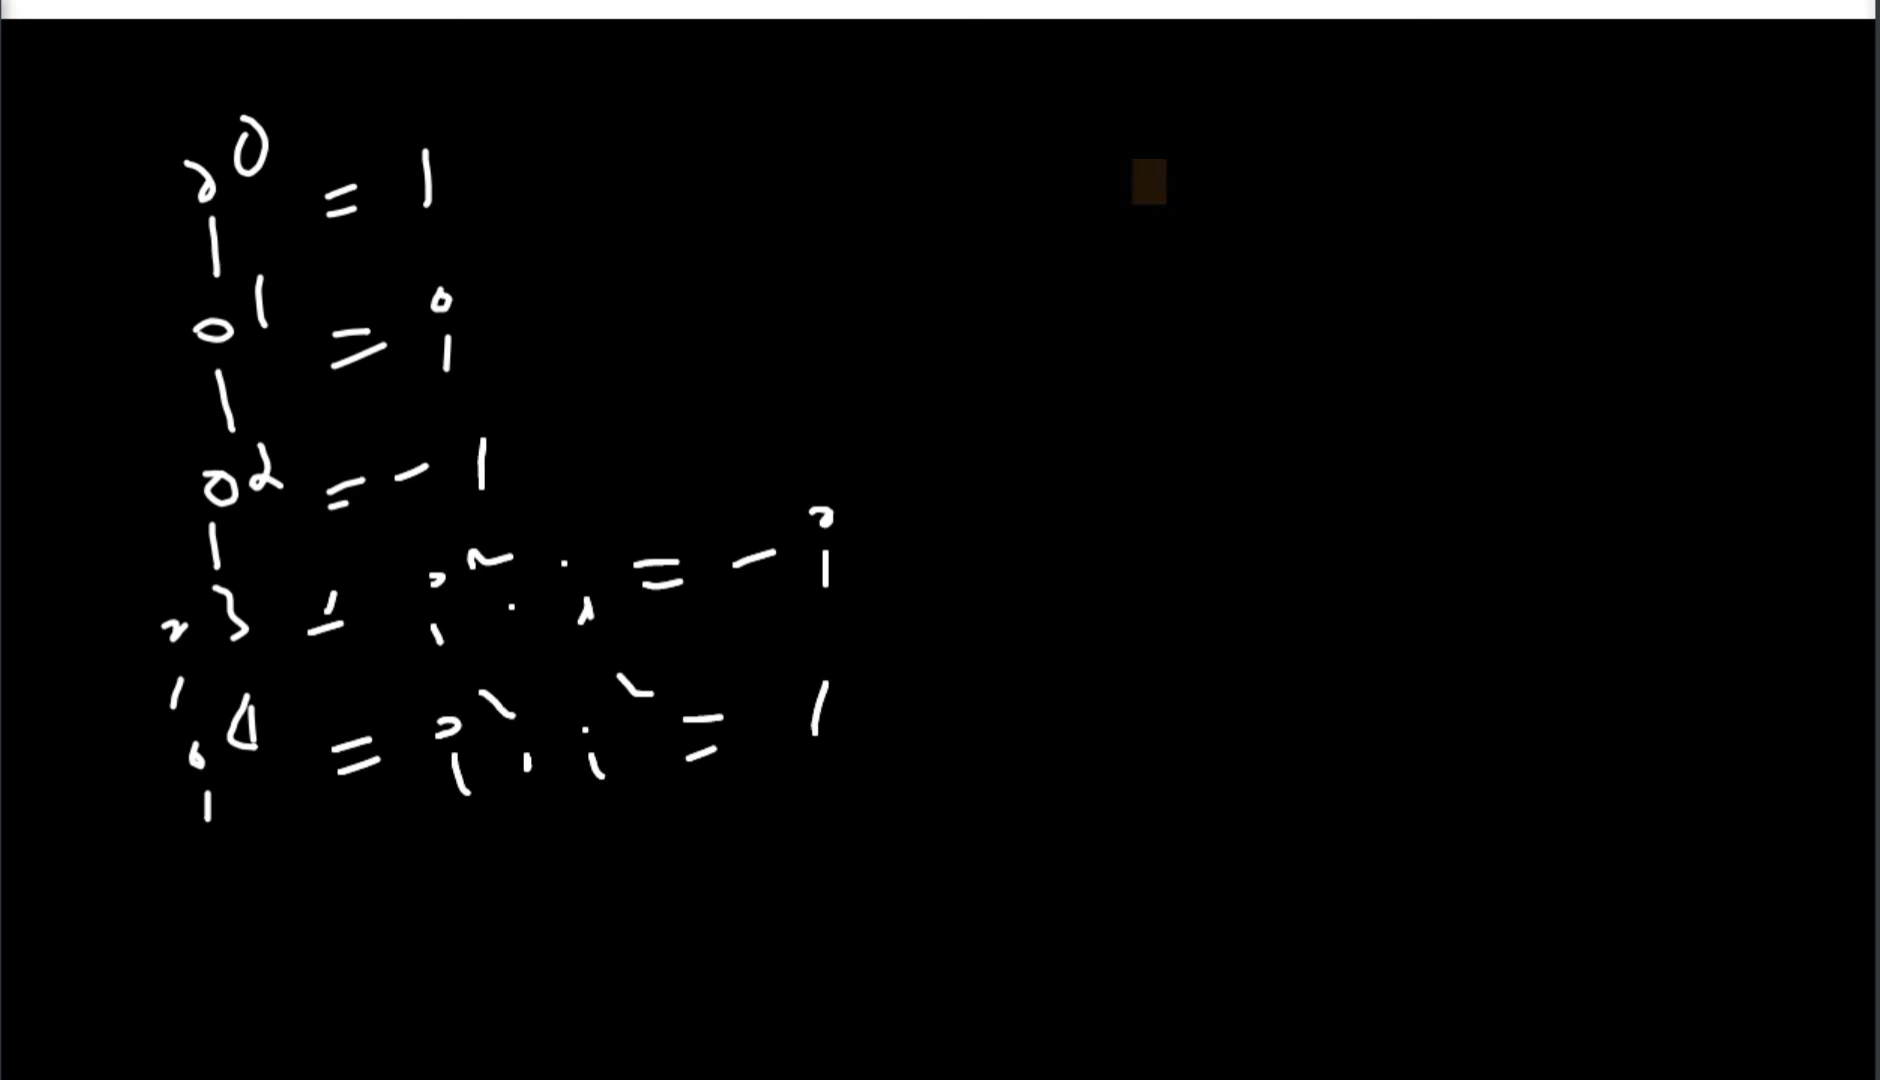 i⁰ = 1
i¹ = i
i² = - 1
i³ = i² · i = - i
i⁴ = i² · i² = 1